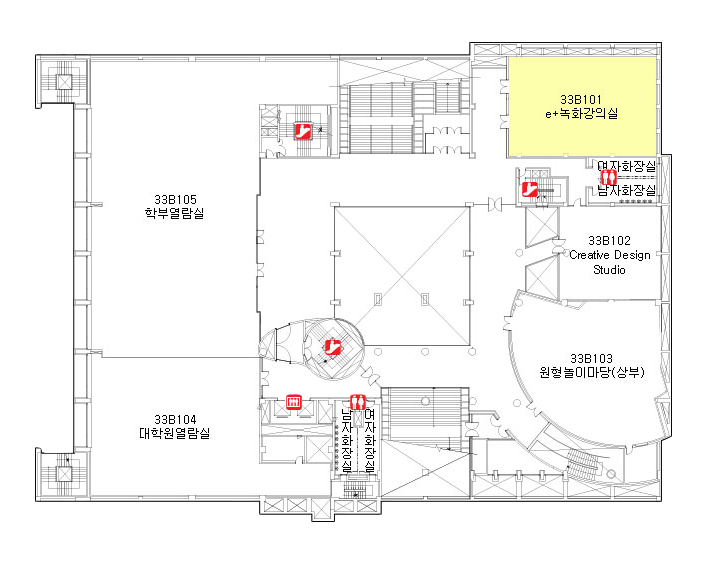 33B101
e+녹화강의실
여자화장실
남자화장실
33B105
학부열람실
33B102
Creative Design
Studio
33B103
원형놀이마당(상부)
33B104
대학원열람실
남자화장실
여자화장실